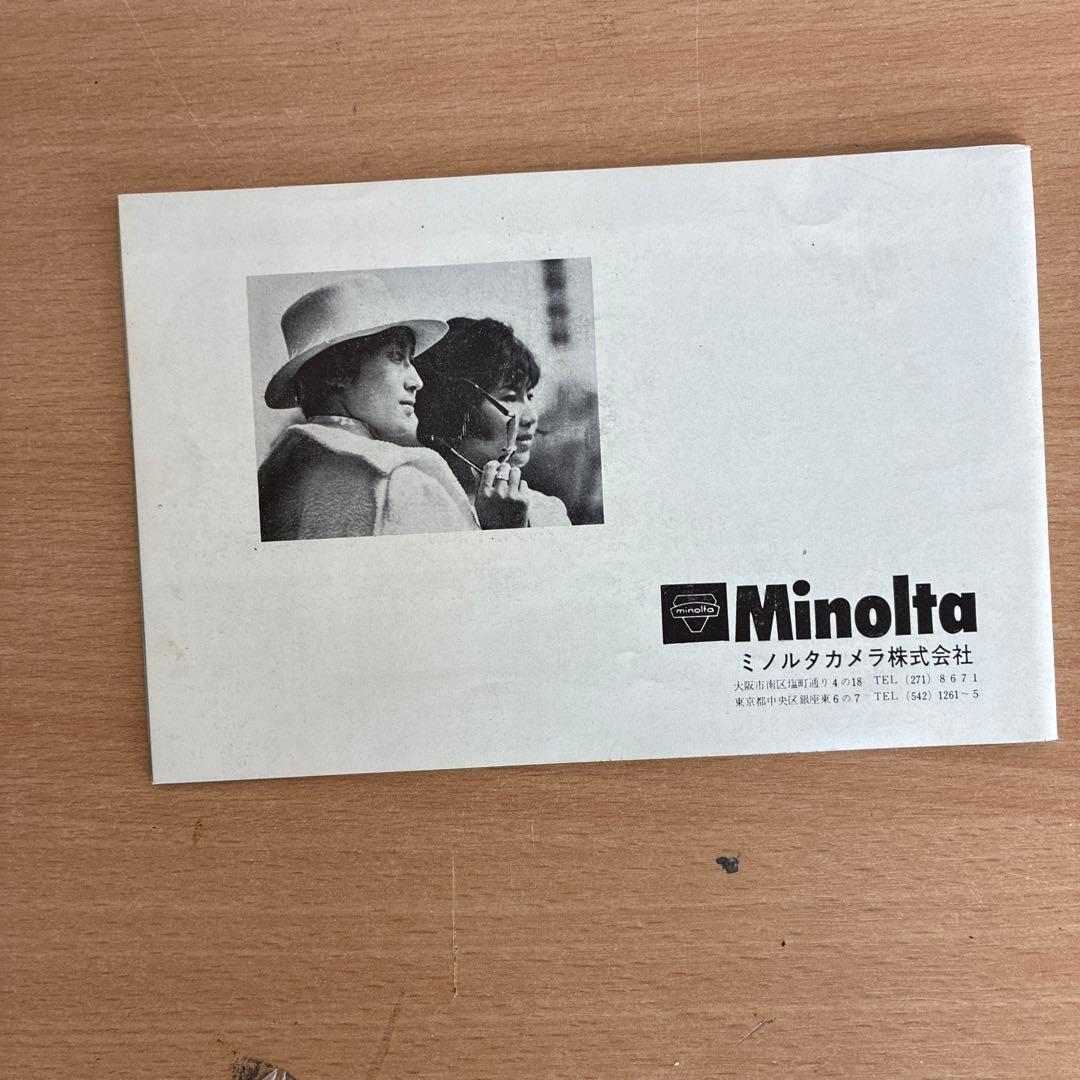 minolta
Minolta
ミノルタカメラ株式会社
大阪市南区塩町通り4の18 TEL (271) 8671
東京都中央区銀座東6の7 TEL (542) 1261~5